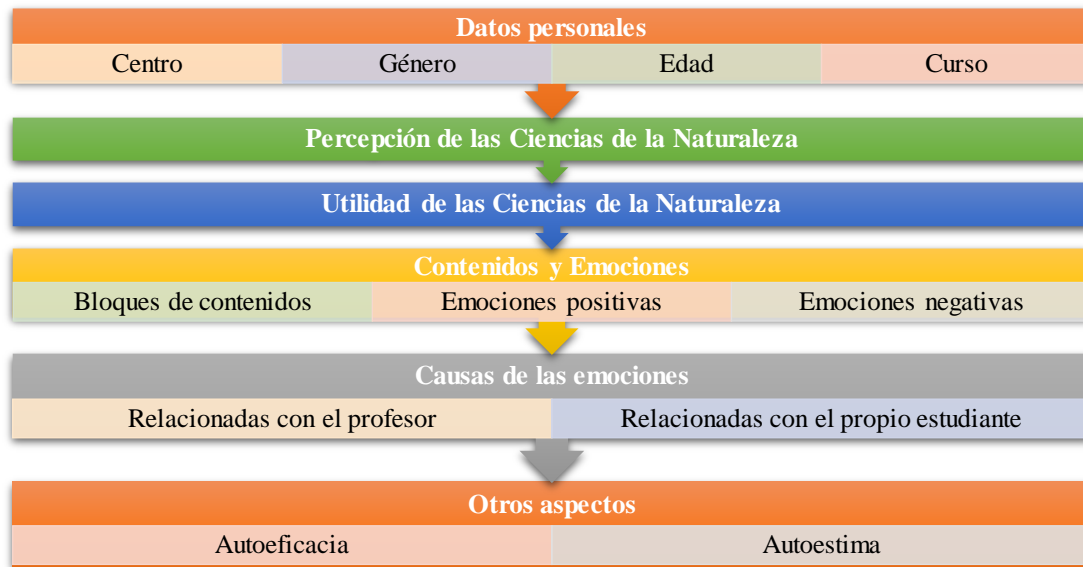 Datos personales
Centro Género Edad Curso
Percepción de las Ciencias de la Naturaleza
Utilidad de las Ciencias de la Naturaleza
Contenidos y Emociones
Bloques de contenidos Emociones positivas Emociones negativas
Causas de las emociones
Relacionadas con el profesor Relacionadas con el propio estudiante
Otros aspectos
Autoeficacia Autoestima